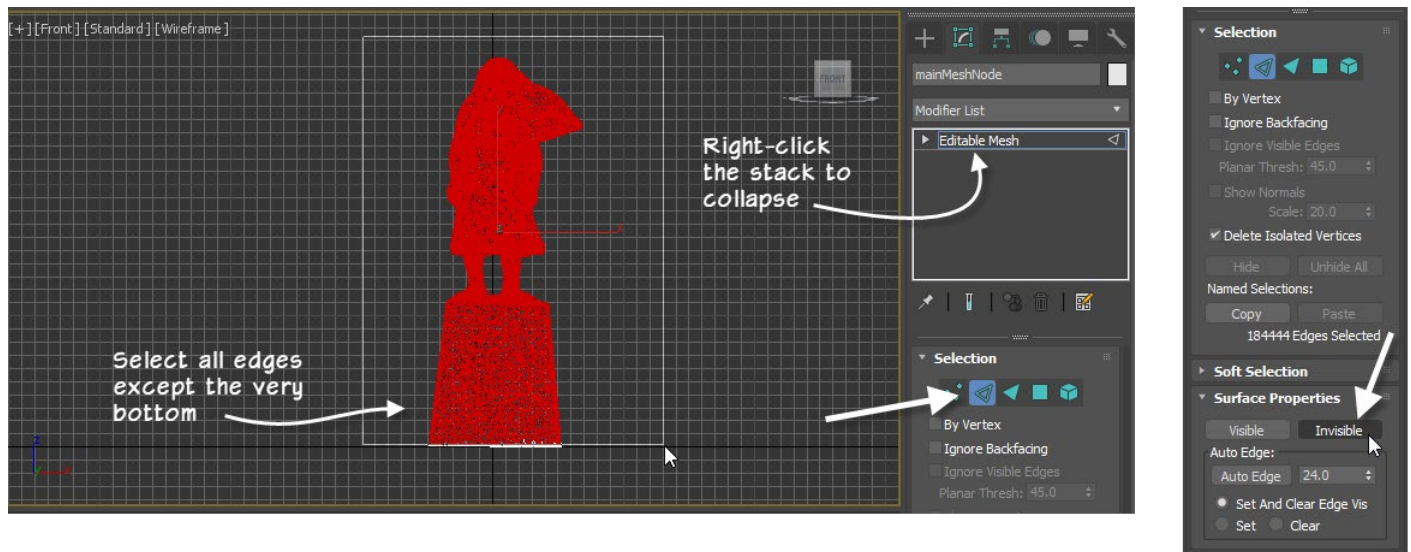 [+][Front][Standard][Wireframe]
FRONT
Y
Z
X
Right-click
the stack to
collapse
Select all edges
except the very
bottom
z
y
x
mainMeshNode
Modifier List
Editable Mesh
Selection
By Vertex
Ignore Backfacing
Ignore Visible Edges
Planar Thresh: 45.0
Selection
By Vertex
Ignore Backfacing
Ignore Visible Edges
Planar Thresh: 45.0
Show Normals
Scale: 20.0
Delete Isolated Vertices
Hide Unhide All
Named Selections:
Copy Paste
184444 Edges Selected
Soft Selection
Surface Properties
Visible Invisible
Auto Edge:
Auto Edge 24.0
Set And Clear Edge Vis
Set Clear